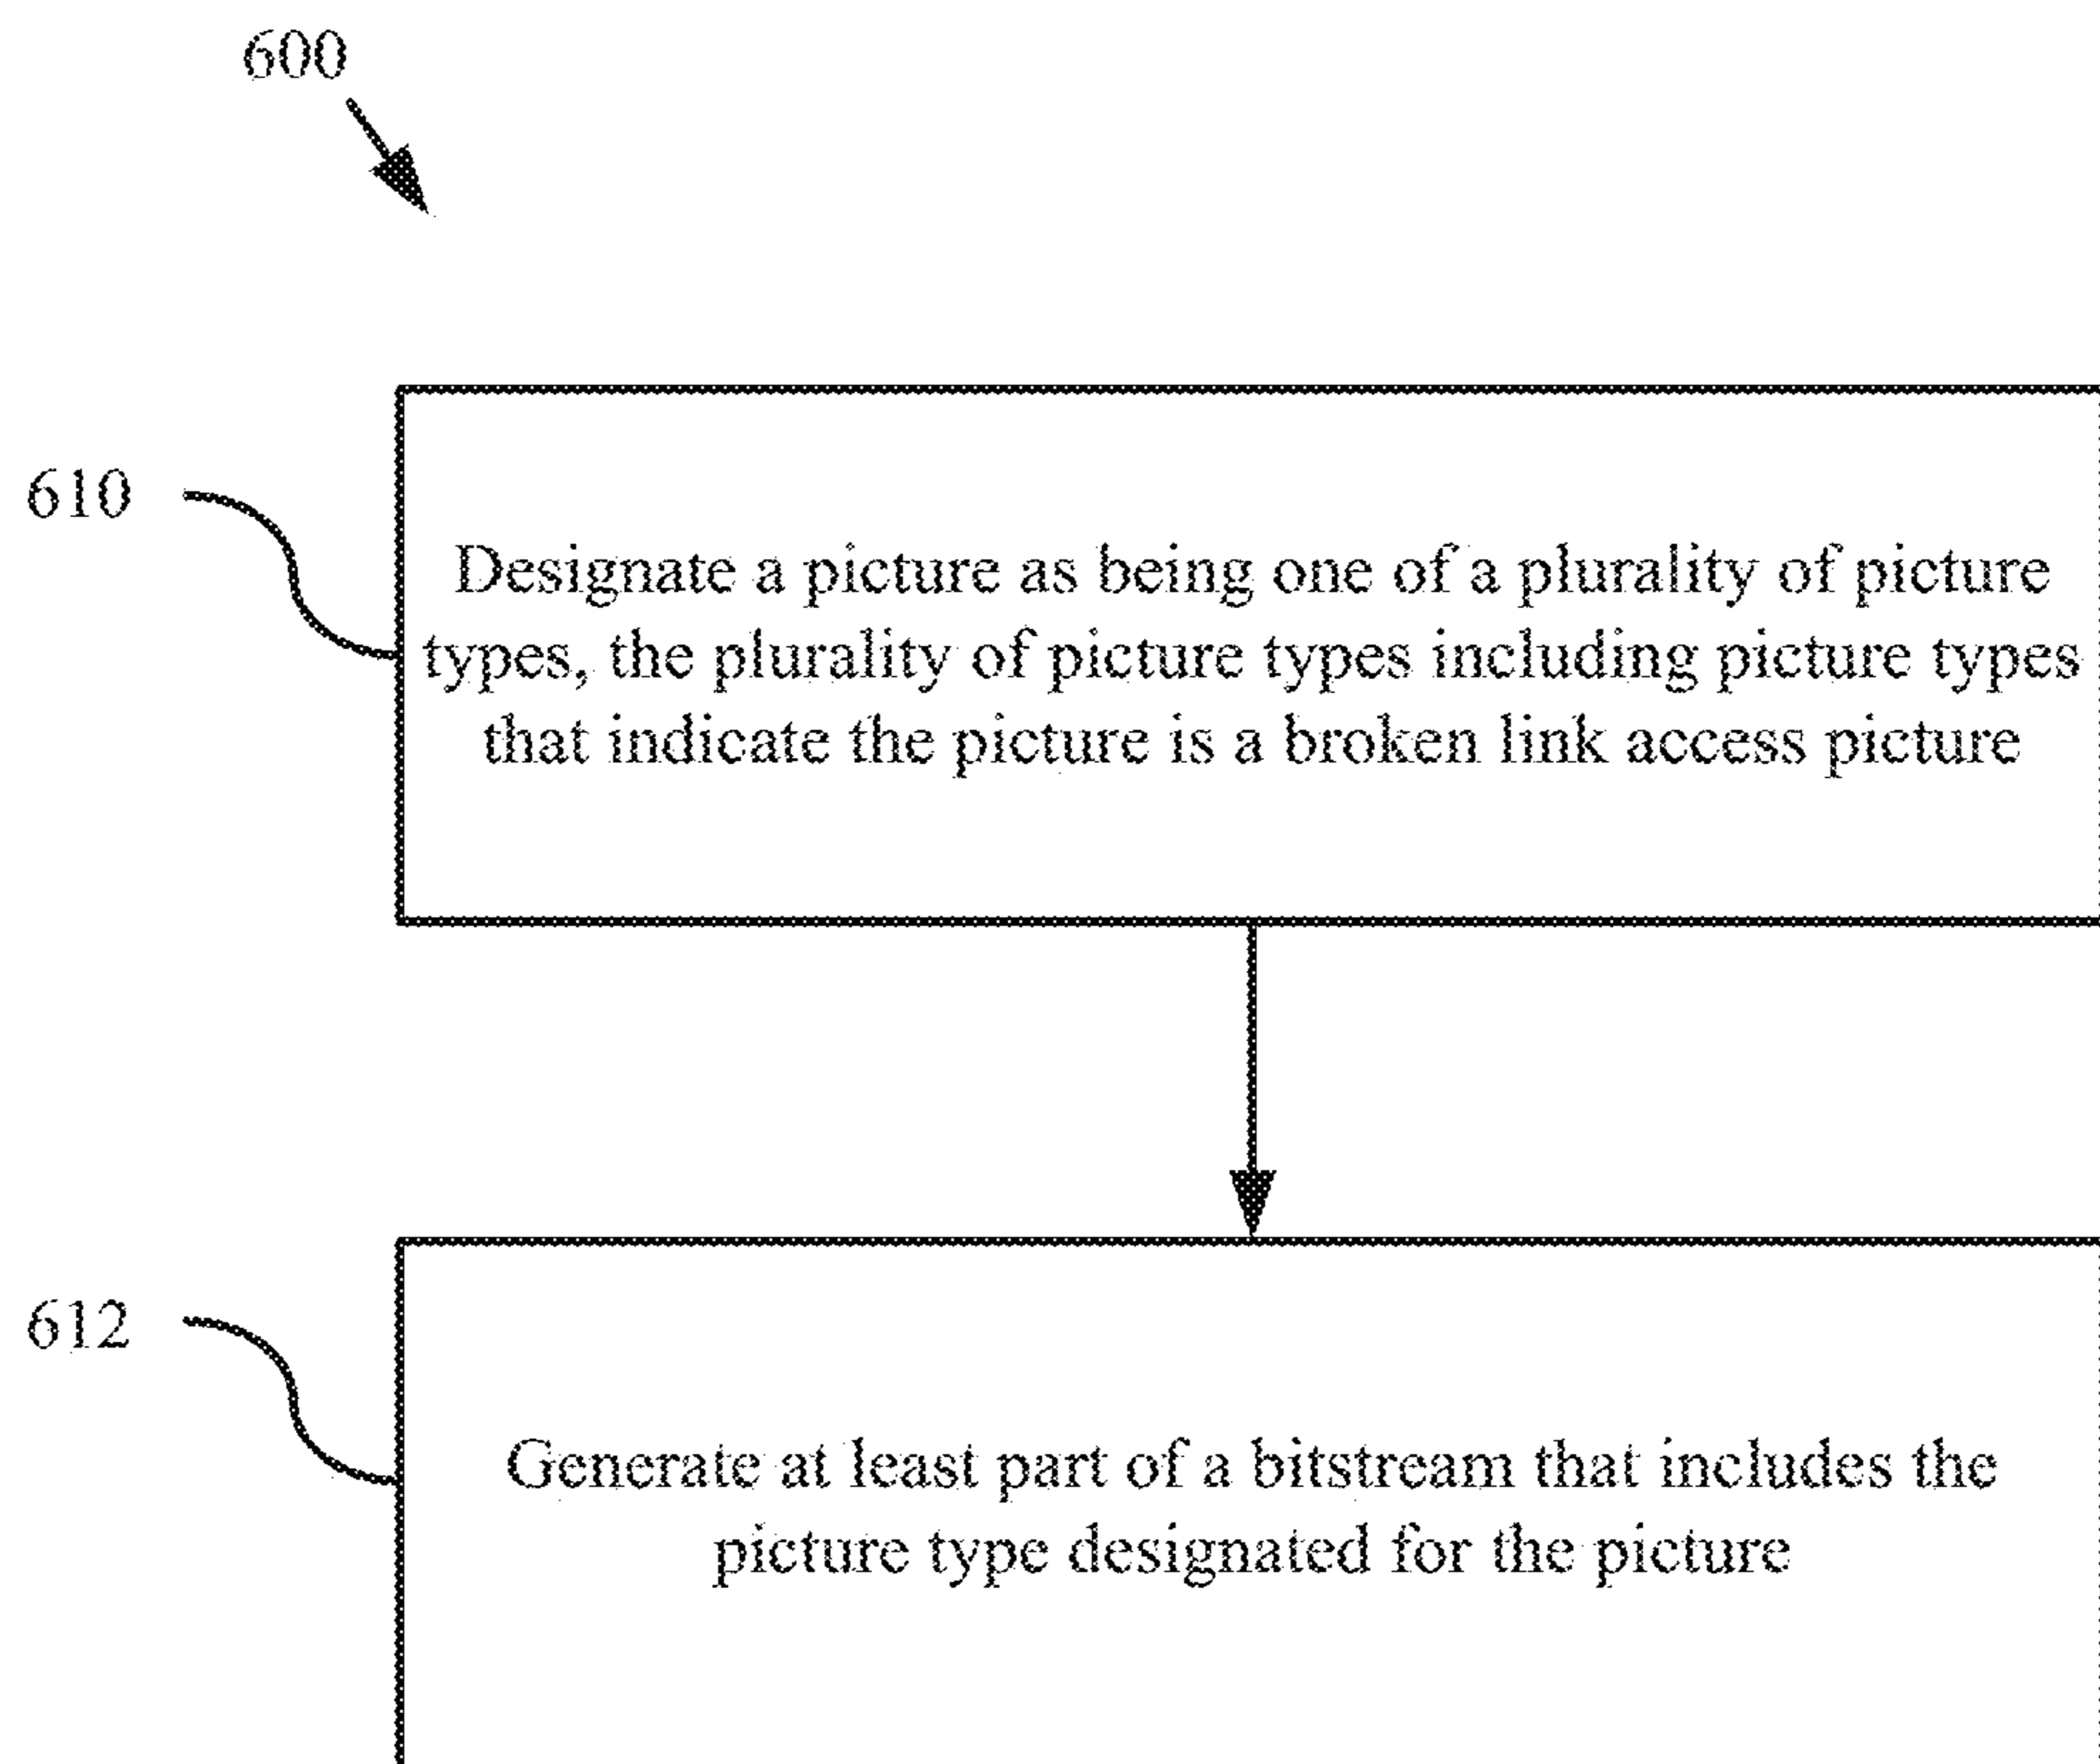 600
610
Designate a picture as being one of a plurality of picture
types, the plurality of picture types including picture types
that indicate the picture is a broken link access picture
612
Generate at least part of a bitstream that includes the
picture type designated for the picture